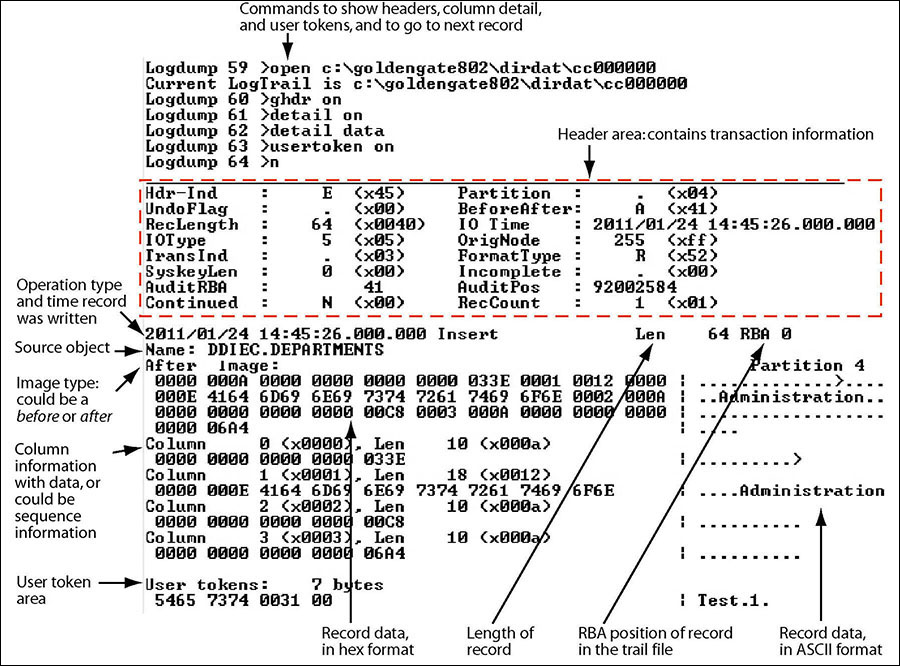 Commands to show headers, column detail,
and user tokens, and to go to next record
Logdump 59 >open c:\goldengate802\dirdat\cc000000
Current LogTrail is c:\goldengate802\dirdat\cc000000
Logdump 60 >ghdr on
Logdump 61 >detail on
Logdump 62 >detail data
Logdump 63 >usertoken on
Logdump 64 >n
Header area: contains transaction information
Hdr-Ind : E (x45) Partition : . (x04)
UndoFlag : . (x00) BeforeAfter: A (x41)
RecLength : 64 (x0040) IO Time : 2011/01/24 14:45:26.000.000
IOType : 5 (x05) OrigNode : 255 (xff)
TransInd : . (x03) FormatType : R (x52)
SyskeyLen : 0 (x00) Incomplete : . (x00)
AuditRBA : 41 AuditPos : 92002584
Continued : N (x00) RecCount : 1 (x01)
Operation type
and time record
was written
2011/01/24 14:45:26.000.000 Insert Len 64 RBA 0
Source object
Name: DDIEC.DEPARTMENTS
After Image: Partition 4
Image type:
could be a
before or after
0000 000A 0000 0000 0000 0000 033E 0001 0012 0000 | .............>....
000E 4164 6D69 6E69 7374 7261 7469 6F6E 0002 000A | ..Administration..
0000 0000 0000 0000 00C8 0003 000A 0000 0000 0000 | ..................
0000 06A4 | ....
Column
information
with data, or
could be
sequence
information
Column 0 (x0000), Len 10 (x000a)
0000 0000 0000 0000 033E | .........>
Column 1 (x0001), Len 18 (x0012)
0000 000E 4164 6D69 6E69 7374 7261 7469 6F6E | ....Administration
Column 2 (x0002), Len 10 (x000a)
0000 0000 0000 0000 00C8 | ..........
Column 3 (x0003), Len 10 (x000a)
0000 0000 0000 0000 06A4 | ..........
User token
area
User tokens: 7 bytes
5465 7374 0031 00 | Test.1.
Record data,
in hex format
Length of
record
RBA position of record
in the trail file
Record data,
in ASCII format